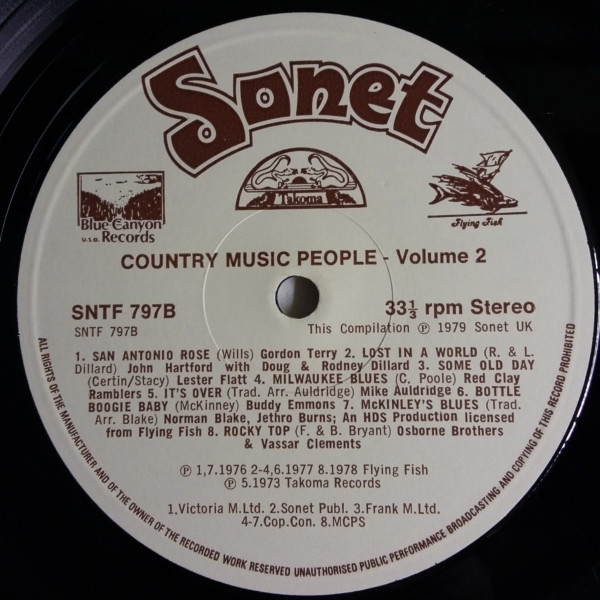 Sonet
Takoma
Blue Canyon
U.S.A. Records
Flying Fish
COUNTRY MUSIC PEOPLE - Volume 2
SNTF 797B
33⅓ rpm Stereo
SNTF 797B
This Compilation ℗ 1979 Sonet UK
1. SAN ANTONIO ROSE (Wills) Gordon Terry 2. LOST IN A WORLD (R. & L.
Dillard) John Hartford with Doug & Rodney Dillard 3. SOME OLD DAY
(Certin/Stacy) Lester Flatt 4. MILWAUKEE BLUES (C. Poole) Red Clay
Ramblers 5. IT'S OVER (Trad. Arr. Auldridge) Mike Auldridge 6. BOTTLE
BOOGIE BABY (McKinney) Buddy Emmons 7. McKINLEY'S BLUES (Trad.
Arr. Blake) Norman Blake, Jethro Burns; An HDS Production licensed
from Flying Fish 8. ROCKY TOP (F. & B. Bryant) Osborne Brothers
& Vassar Clements
℗ 1,7.1976 2-4,6.1977 8.1978 Flying Fish
℗ 5.1973 Takoma Records
1.Victoria M.Ltd. 2.Sonet Publ. 3.Frank M.Ltd.
4-7.Cop.Con. 8.MCPS
ALL RIGHTS OF THE MANUFACTURER AND OF THE OWNER OF THE RECORDED WORK RESERVED UNAUTHORISED PUBLIC PERFORMANCE BROADCASTING AND COPYING OF THIS RECORD PROHIBITED